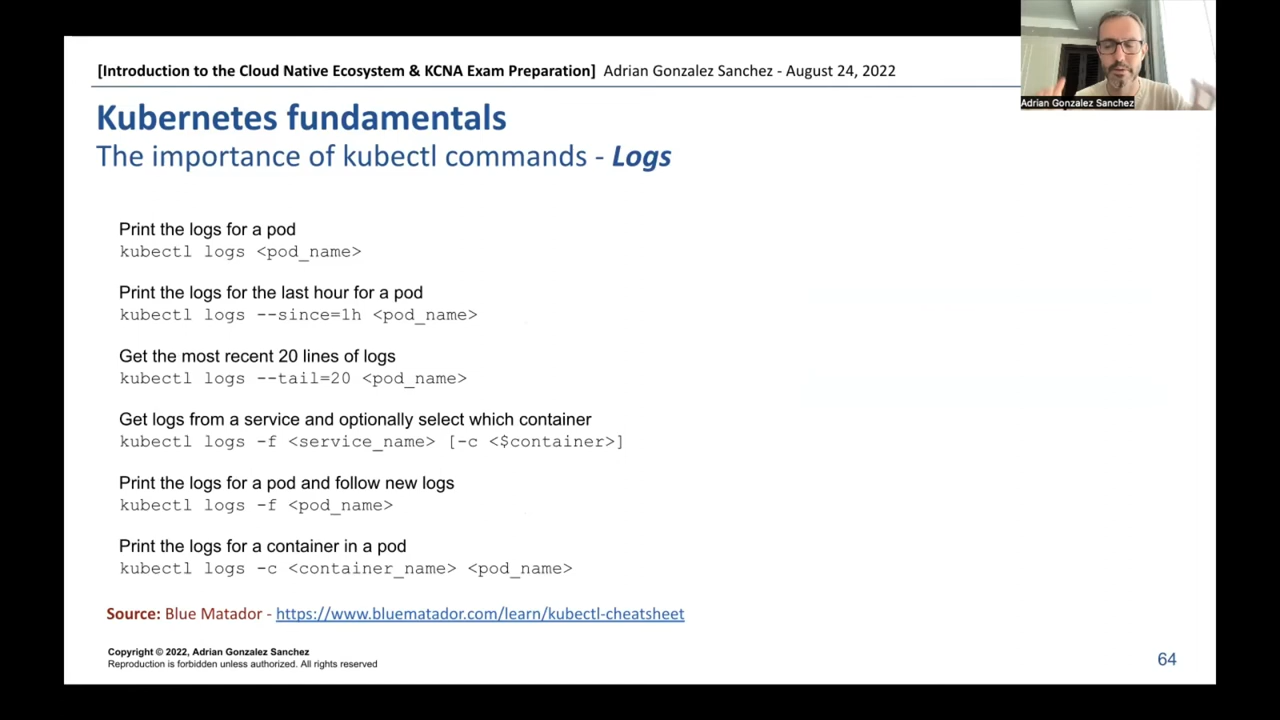 [Introduction to the Cloud Native Ecosystem & KCNA Exam Preparation] Adrian Gonzalez Sanchez - August 24, 2022
Adrian Gonzalez Sanchez
Kubernetes fundamentals
The importance of kubectl commands - Logs
Print the logs for a pod
kubectl logs <pod_name>
Print the logs for the last hour for a pod
kubectl logs --since=1h <pod_name>
Get the most recent 20 lines of logs
kubectl logs --tail=20 <pod_name>
Get logs from a service and optionally select which container
kubectl logs -f <service_name> [-c <$container>]
Print the logs for a pod and follow new logs
kubectl logs -f <pod_name>
Print the logs for a container in a pod
kubectl logs -c <container_name> <pod_name>
Source: Blue Matador - https://www.bluematador.com/learn/kubectl-cheatsheet
Copyright © 2022, Adrian Gonzalez Sanchez
Reproduction is forbidden unless authorized. All rights reserved
64